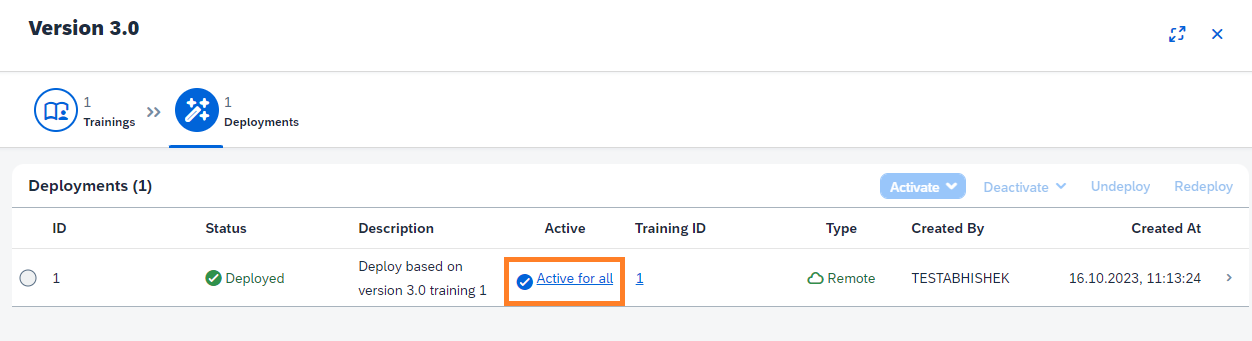 Version 3.0
1
Trainings
1
Deployments
Deployments (1)
Activate
Deactivate
Undeploy
Redeploy
ID Status Description Active Training ID Type Created By Created At
1 Deployed Deploy based on version 3.0 training 1 Active for all 1 Remote TESTABHISHEK 16.10.2023, 11:13:24